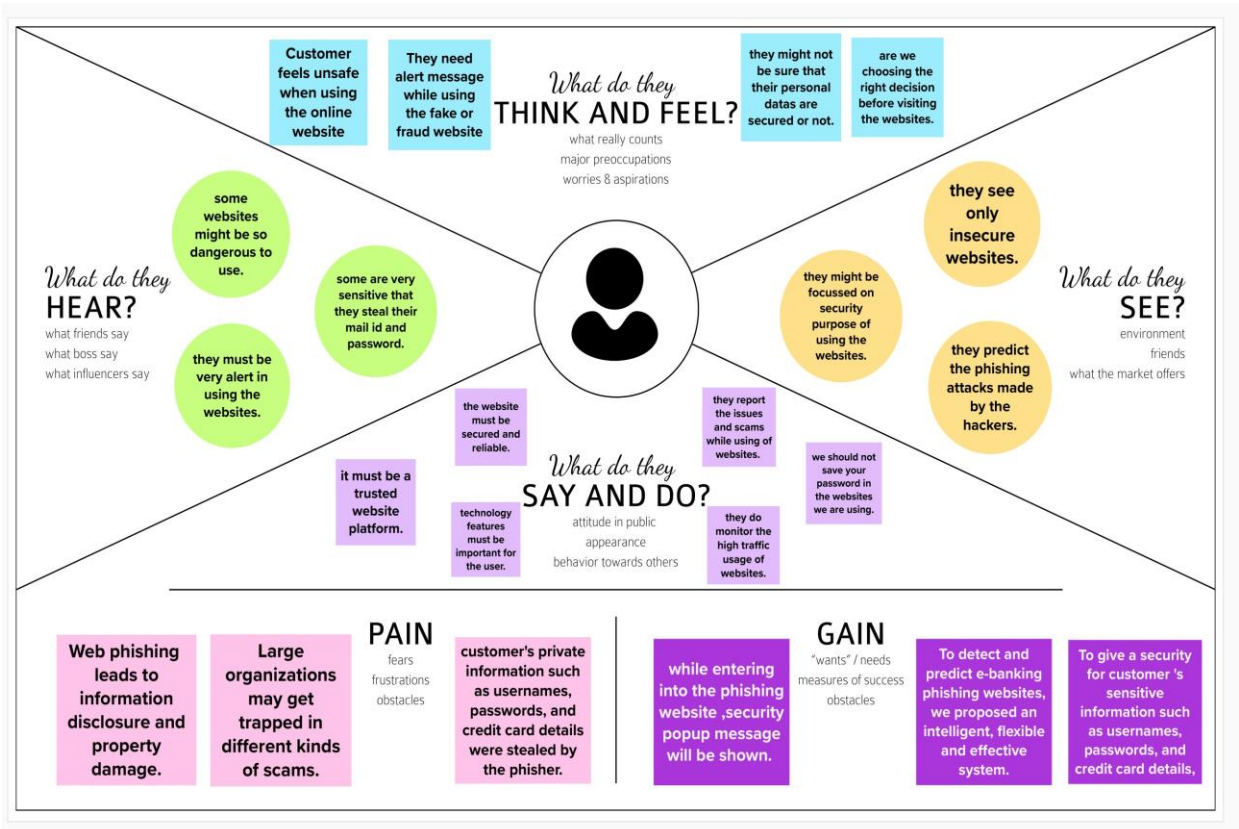 Customer
feels unsafe
when using
the online
website
They need
alert message
while using
the fake or
fraud website
What do they
THINK AND FEEL?
what really counts
major preoccupations
worries & aspirations
they might not
be sure that
their personal
datas are
secured or not.
are we
choosing the
right decision
before visiting
the websites.
What do they
HEAR?
what friends say
what boss say
what influencers say
some
websites
might be so
dangerous to
use.
some are very
sensitive that
they steal their
mail id and
password.
they must be
very alert in
using the
websites.
they see
only
insecure
websites.
they might be
focussed on
security
purpose of
using the
websites.
they predict
the phishing
attacks made
by the
hackers.
What do they
SEE?
environment
friends
what the market offers
the website
must be
secured and
reliable.
it must be a
trusted
website
platform.
technology
features
must be
important for
the user.
What do they
SAY AND DO?
attitude in public
appearance
behavior towards others
they report
the issues
and scams
while using of
websites.
we should not
save your
password in
the websites
we are using.
they do
monitor the
high traffic
usage of
websites.
Web phishing
leads to
information
disclosure and
property
damage.
Large
organizations
may get
trapped in
different kinds
of scams.
PAIN
fears
frustrations
obstacles
customer's private
information such
as usernames,
passwords, and
credit card details
were stealed by
the phisher.
while entering
into the phishing
website ,security
popup message
will be shown.
GAIN
"wants" / needs
measures of success
obstacles
To detect and
predict e-banking
phishing websites,
we proposed an
intelligent, flexible
and effective
system.
To give a security
for customer 's
sensitive
information such
as usernames,
passwords, and
credit card details,